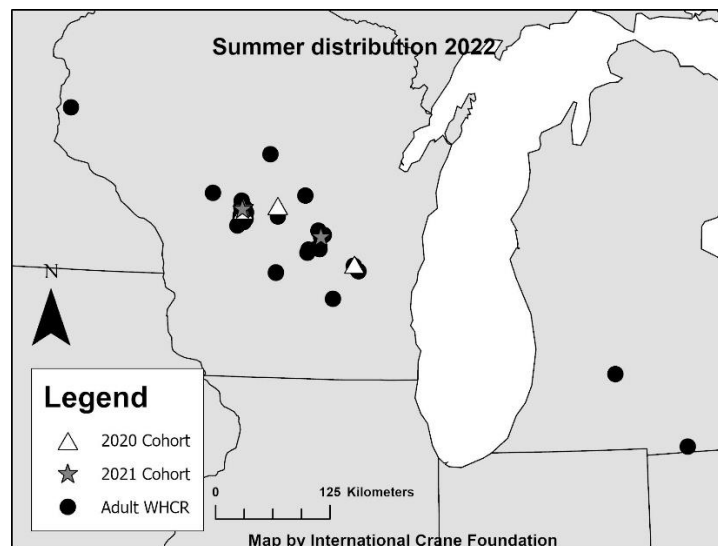 Summer distribution 2022
N
Legend
2020 Cohort
2021 Cohort
Adult WHCR
0 125 Kilometers
Map by International Crane Foundation